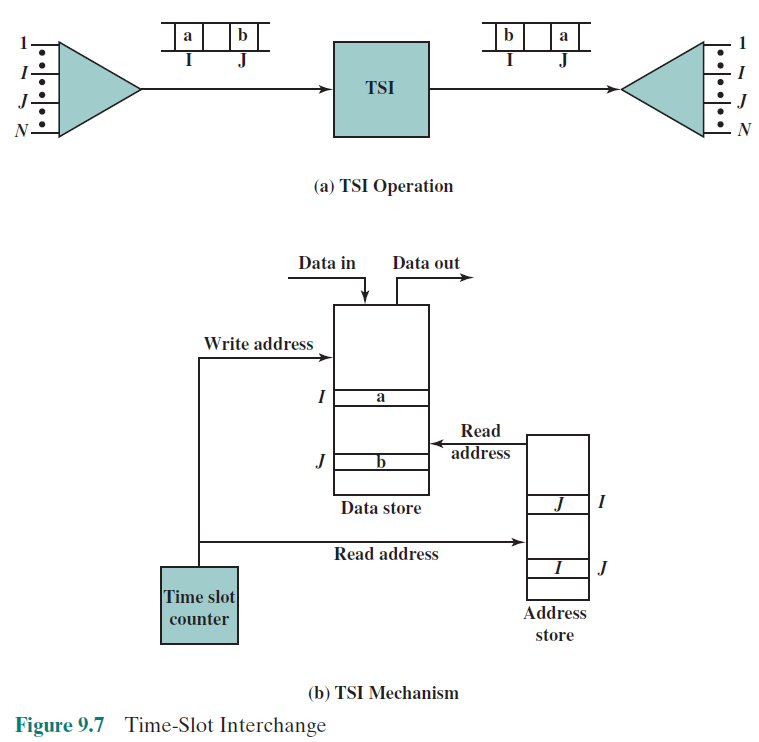 a b b a
1 I J 1
I TSI I
J J
N N
(a) TSI Operation
Data in Data out
Write address
I a
Read
address
J b
Data store J I
Read address
I J
Time slot
counter
Address
store
(b) TSI Mechanism
Figure 9.7 Time-Slot Interchange